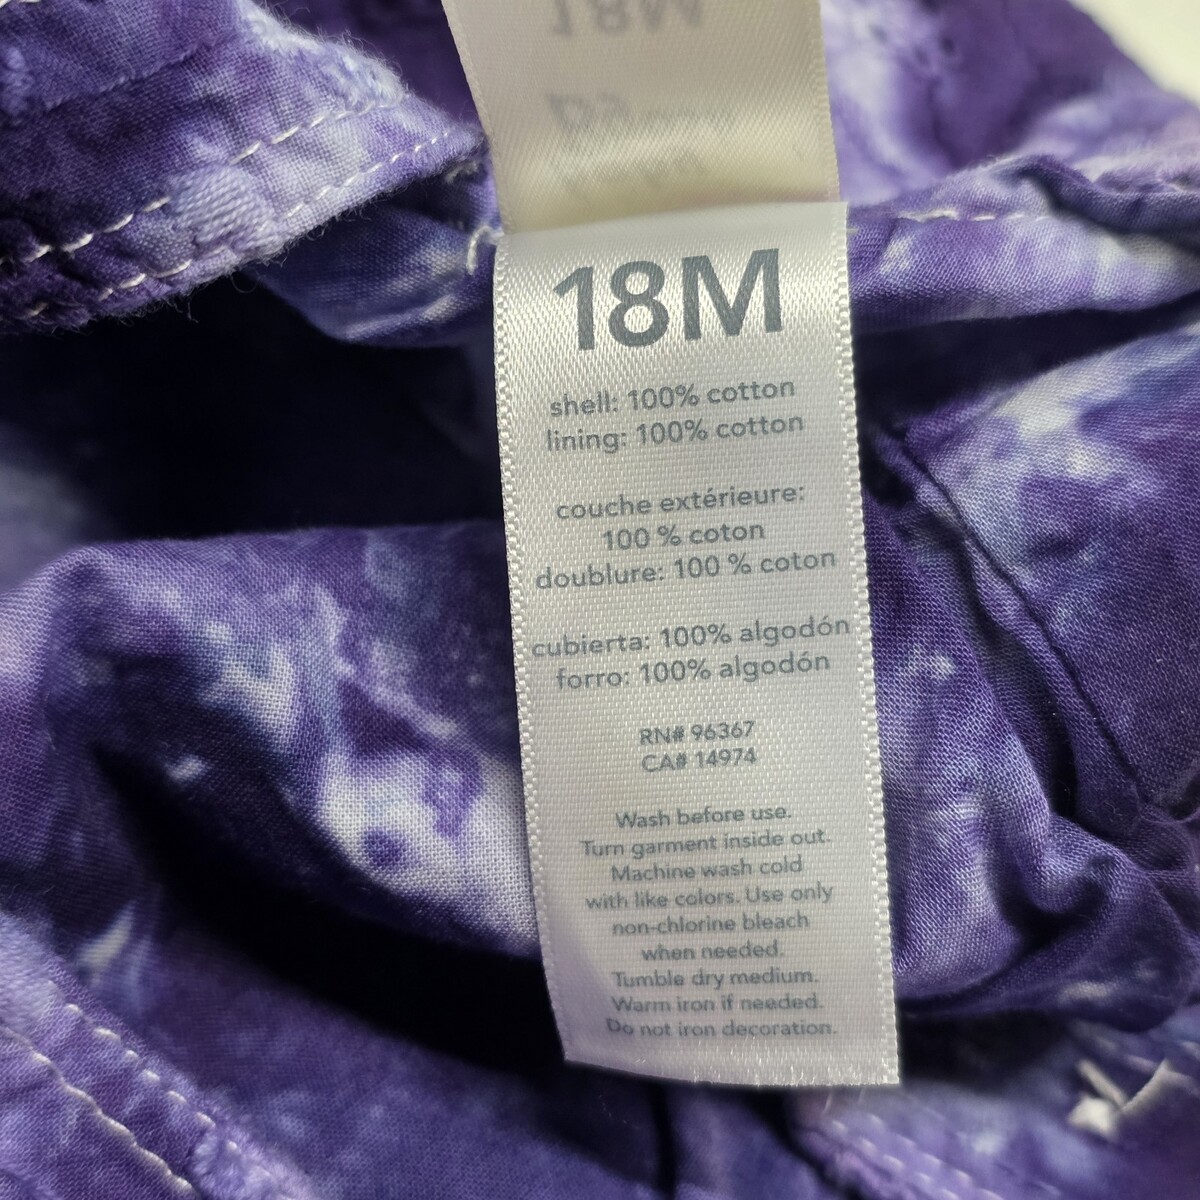 18M
shell: 100% cotton
lining: 100% cotton
couche extérieure:
100 % coton
doublure: 100 % coton
cubierta: 100% algodón
forro: 100% algodón
RN# 96367
CA# 14974
Wash before use.
Turn garment inside out.
Machine wash cold
with like colors. Use only
non-chlorine bleach
when needed.
Tumble dry medium.
Warm iron if needed.
Do not iron decoration.